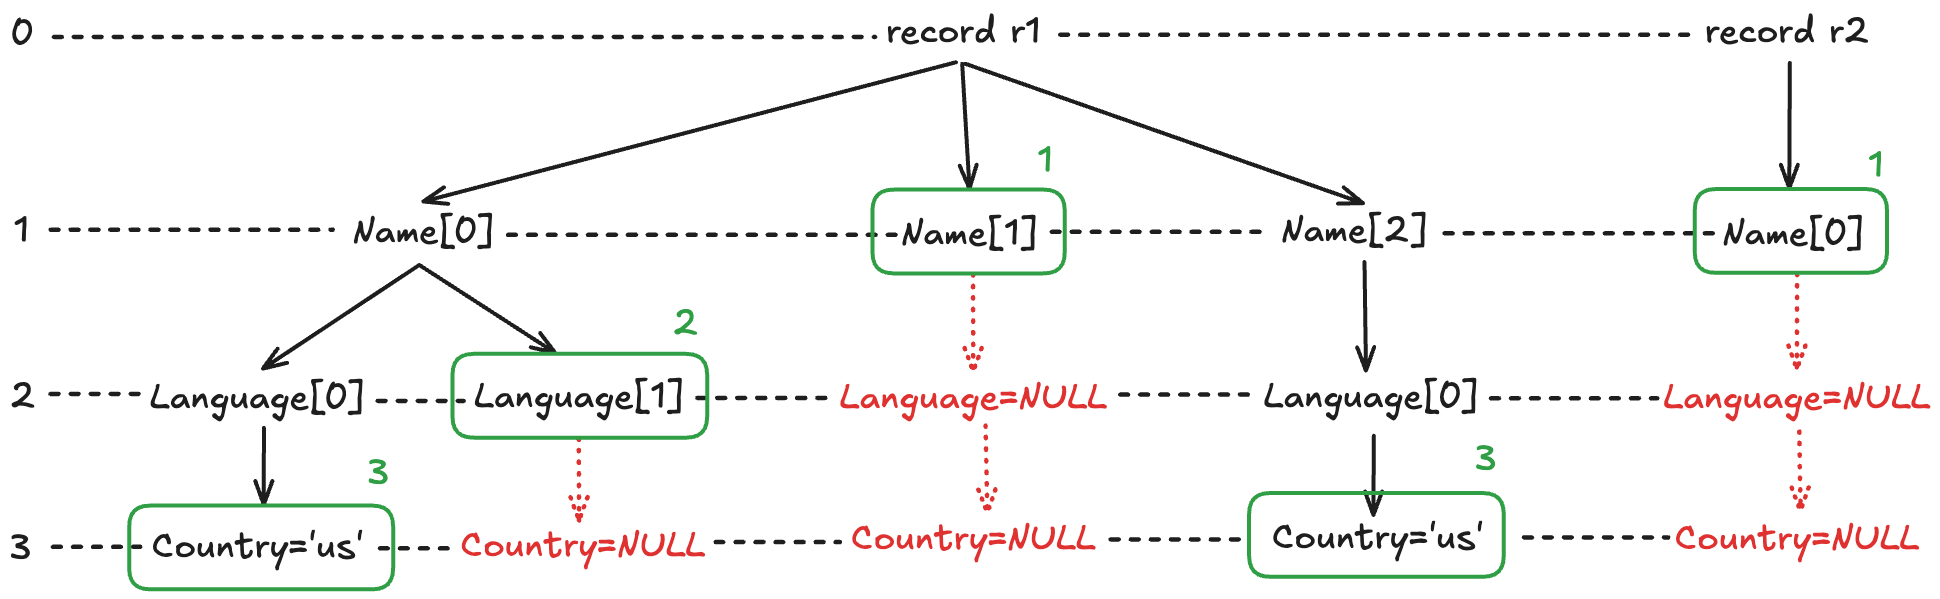 0 record r1 record r2
1 1
1 Name[0] Name[1] Name[2] Name[0]
2
2 Language[0] Language[1] Language=NULL Language[0] Language=NULL
3 3
3 Country='us' Country=NULL Country=NULL Country='us' Country=NULL